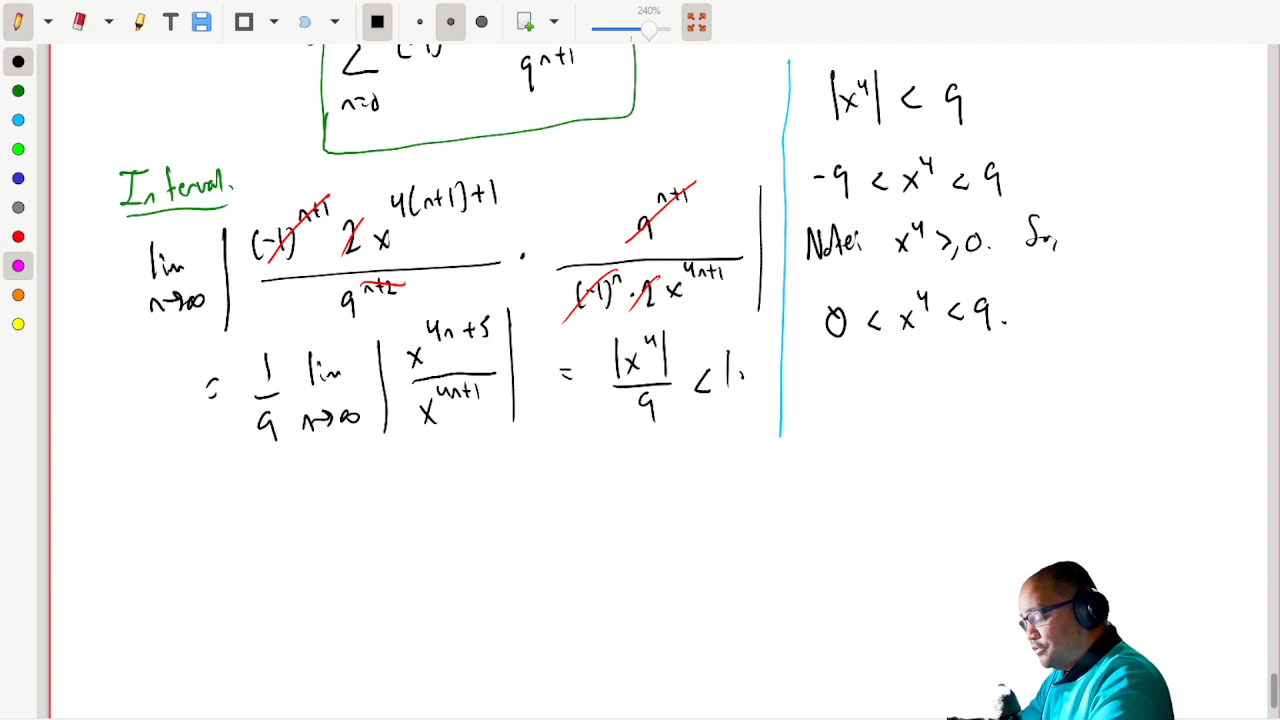 240%
∑ (-1)
n=0 9^{n+1}
Interval.
lim n→∞ | (-1)^{n+1} 2 x^{4(n+1)+1} / 9^{n+2} · 9^{n+1} / (-1)^n · 2 x^{4n+1} |
= 1/9 lim n→∞ | x^{4n+5} / x^{4n+1} | = |x^4| / 9 < 1.
|x^4| < 9
-9 < x^4 < 9
Note: x^4 ≥ 0. So,
0 < x^4 < 9.